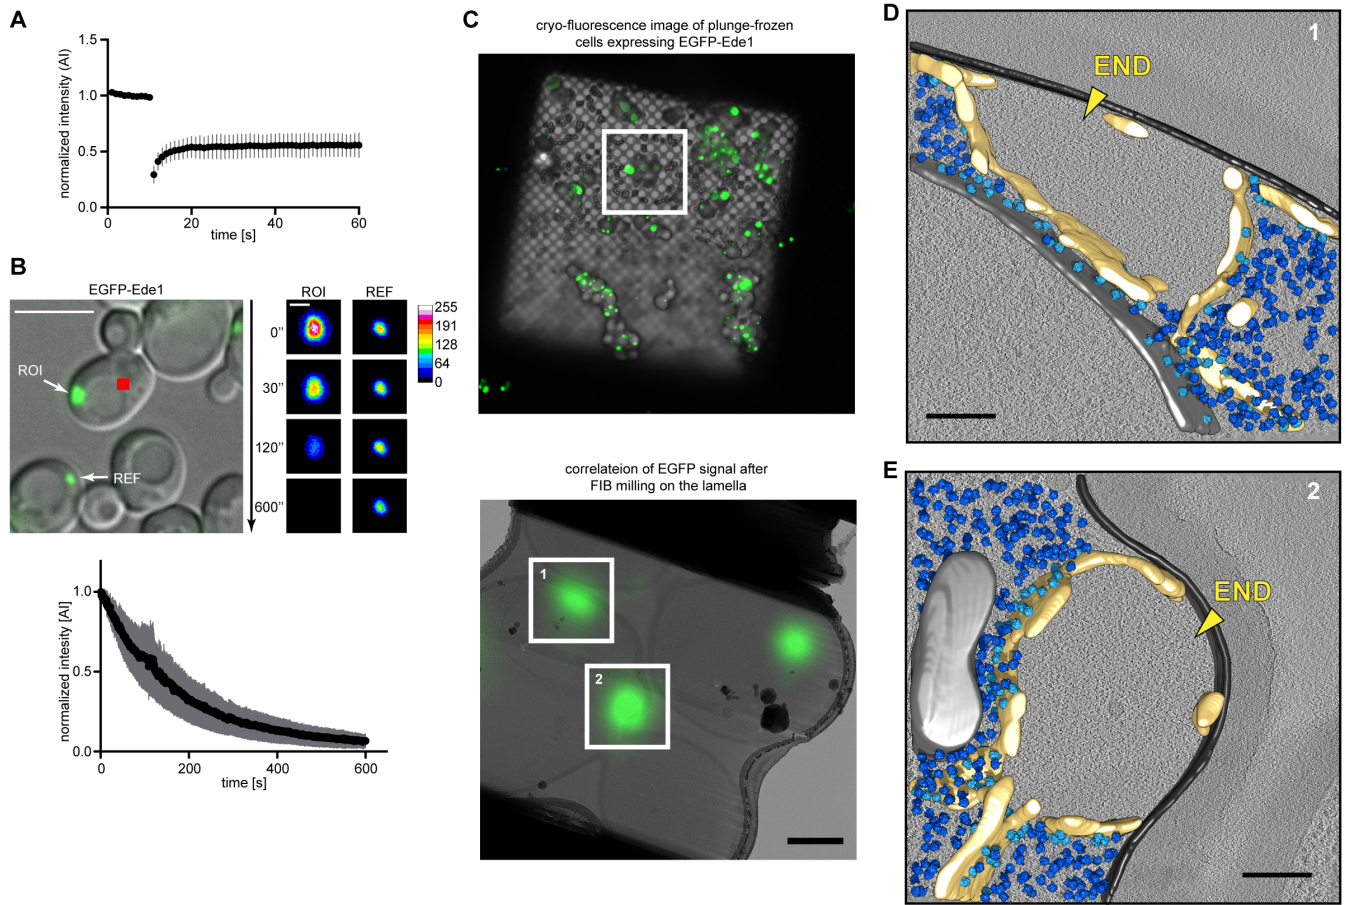 A
1.5
1.0
0.5
0.0
normalized intensity (AI)
0
20
40
60
time [s]
B
EGFP-Ede1
ROI
REF
ROI
REF
0''
30''
120''
600''
255
191
128
64
0
1.0
0.5
0.0
normalized intesity [AI]
0
200
400
600
time [s]
C
cryo-fluorescence image of plunge-frozen
cells expressing EGFP-Ede1
correlateion of EGFP signal after
FIB milling on the lamella
1
2
D
1
END
E
2
END